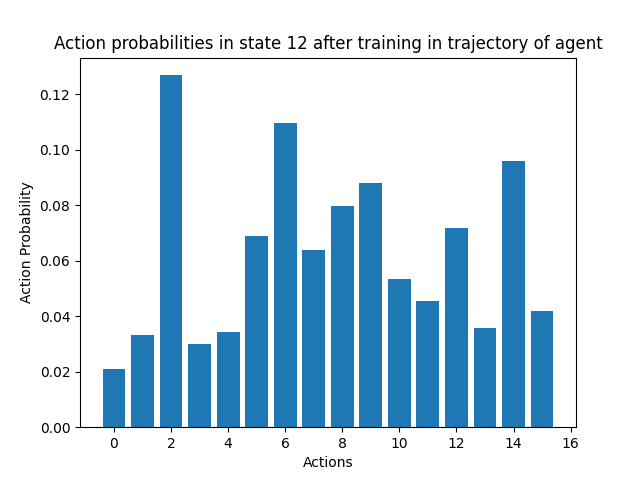 Action probabilities in state 12 after training in trajectory of agent
0.12
0.10
0.08
0.06
0.04
0.02
0.00
Action Probability
0 2 4 6 8 10 12 14 16
Actions